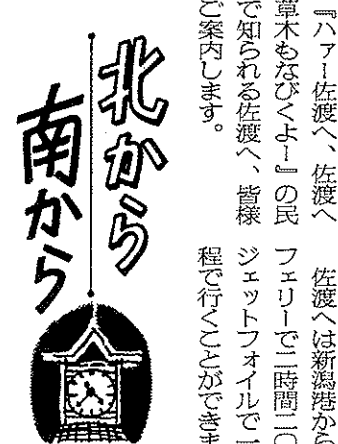 『ハァー佐渡へ、佐渡へ
草木もなびくよー』の民
で知られる佐渡へ、皆様
ご案内します。
佐渡へは新潟港から
フェリーで二時間二〇
ジェットフォイルで一
程で行くことができま
北から
南から